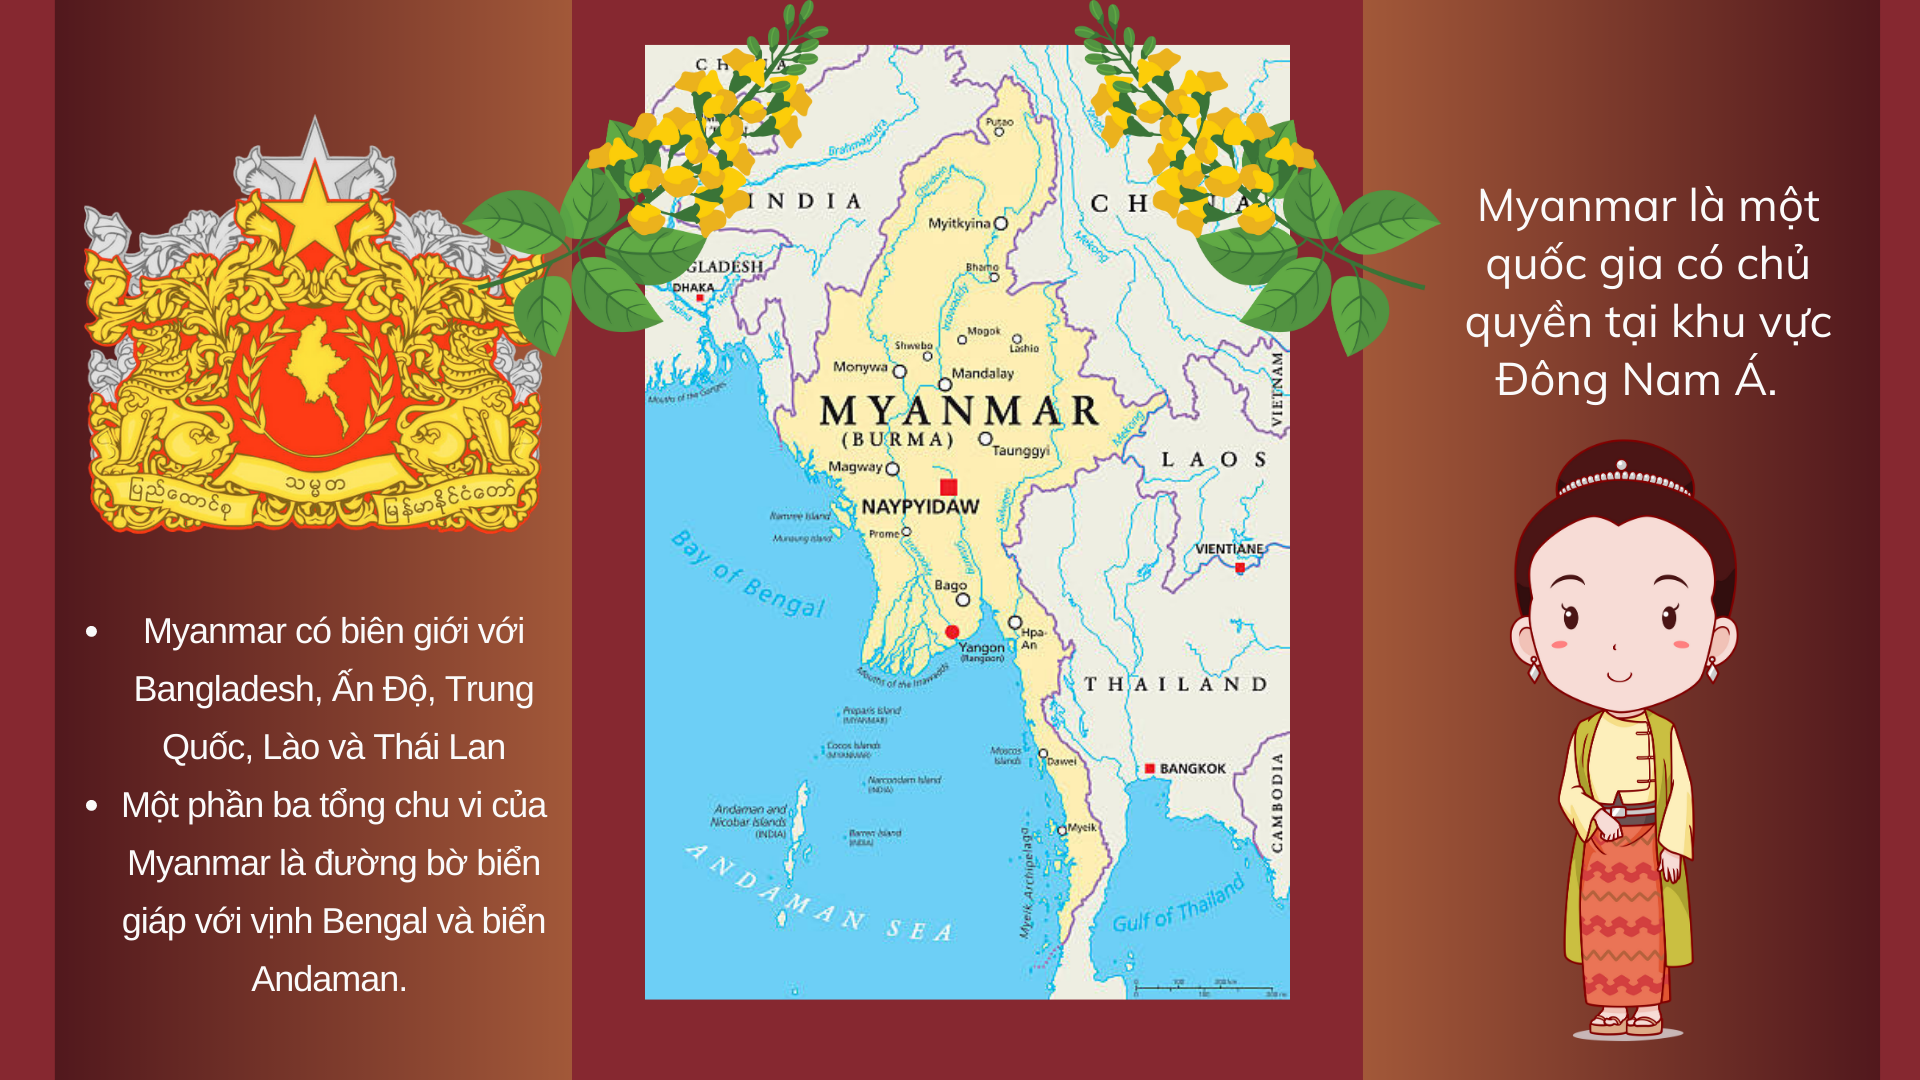 ပြည်ထောင်စု
သမ္မတ
မြန်မာနိုင်ငံတော်
Myanmar có biên giới với
Bangladesh, Ấn Độ, Trung
Quốc, Lào và Thái Lan
Một phần ba tổng chu vi của
Myanmar là đường bờ biển
giáp với vịnh Bengal và biển
Andaman.
Brahmaputra
Putao
INDIA
Chindwin
Myitkyina
Bhamo
DHAKA
Irrawaddy
Mogok
Shwebo
Lashio
Monywa
Mandalay
Mouths of the Ganges
MYANMAR
(BURMA)
Taunggyi
Magway
Mekong
Mekong
LAOS
VIETNAM
NAYPYIDAW
Ramree Island
Munaung Island
Prome
Irrawaddy
Sittaung
Salween
VIENTIANE
Bay of Bengal
Bago
Hpa-
An
Yangon
(Rangoon)
Mouths of the Irrawaddy
THAILAND
Preparis Island
(MYANMAR)
Cocos Islands
(MYANMAR)
Moscos
Islands
Dawei
BANGKOK
Narcondam Island
(INDIA)
Andaman and
Nicobar Islands
(INDIA)
Barren Island
(INDIA)
Myeik
Myeik Archipelago
CAMBODIA
ANDAMAN SEA
Gulf of Thailand
Myanmar là một
quốc gia có chủ
quyền tại khu vực
Đông Nam Á.